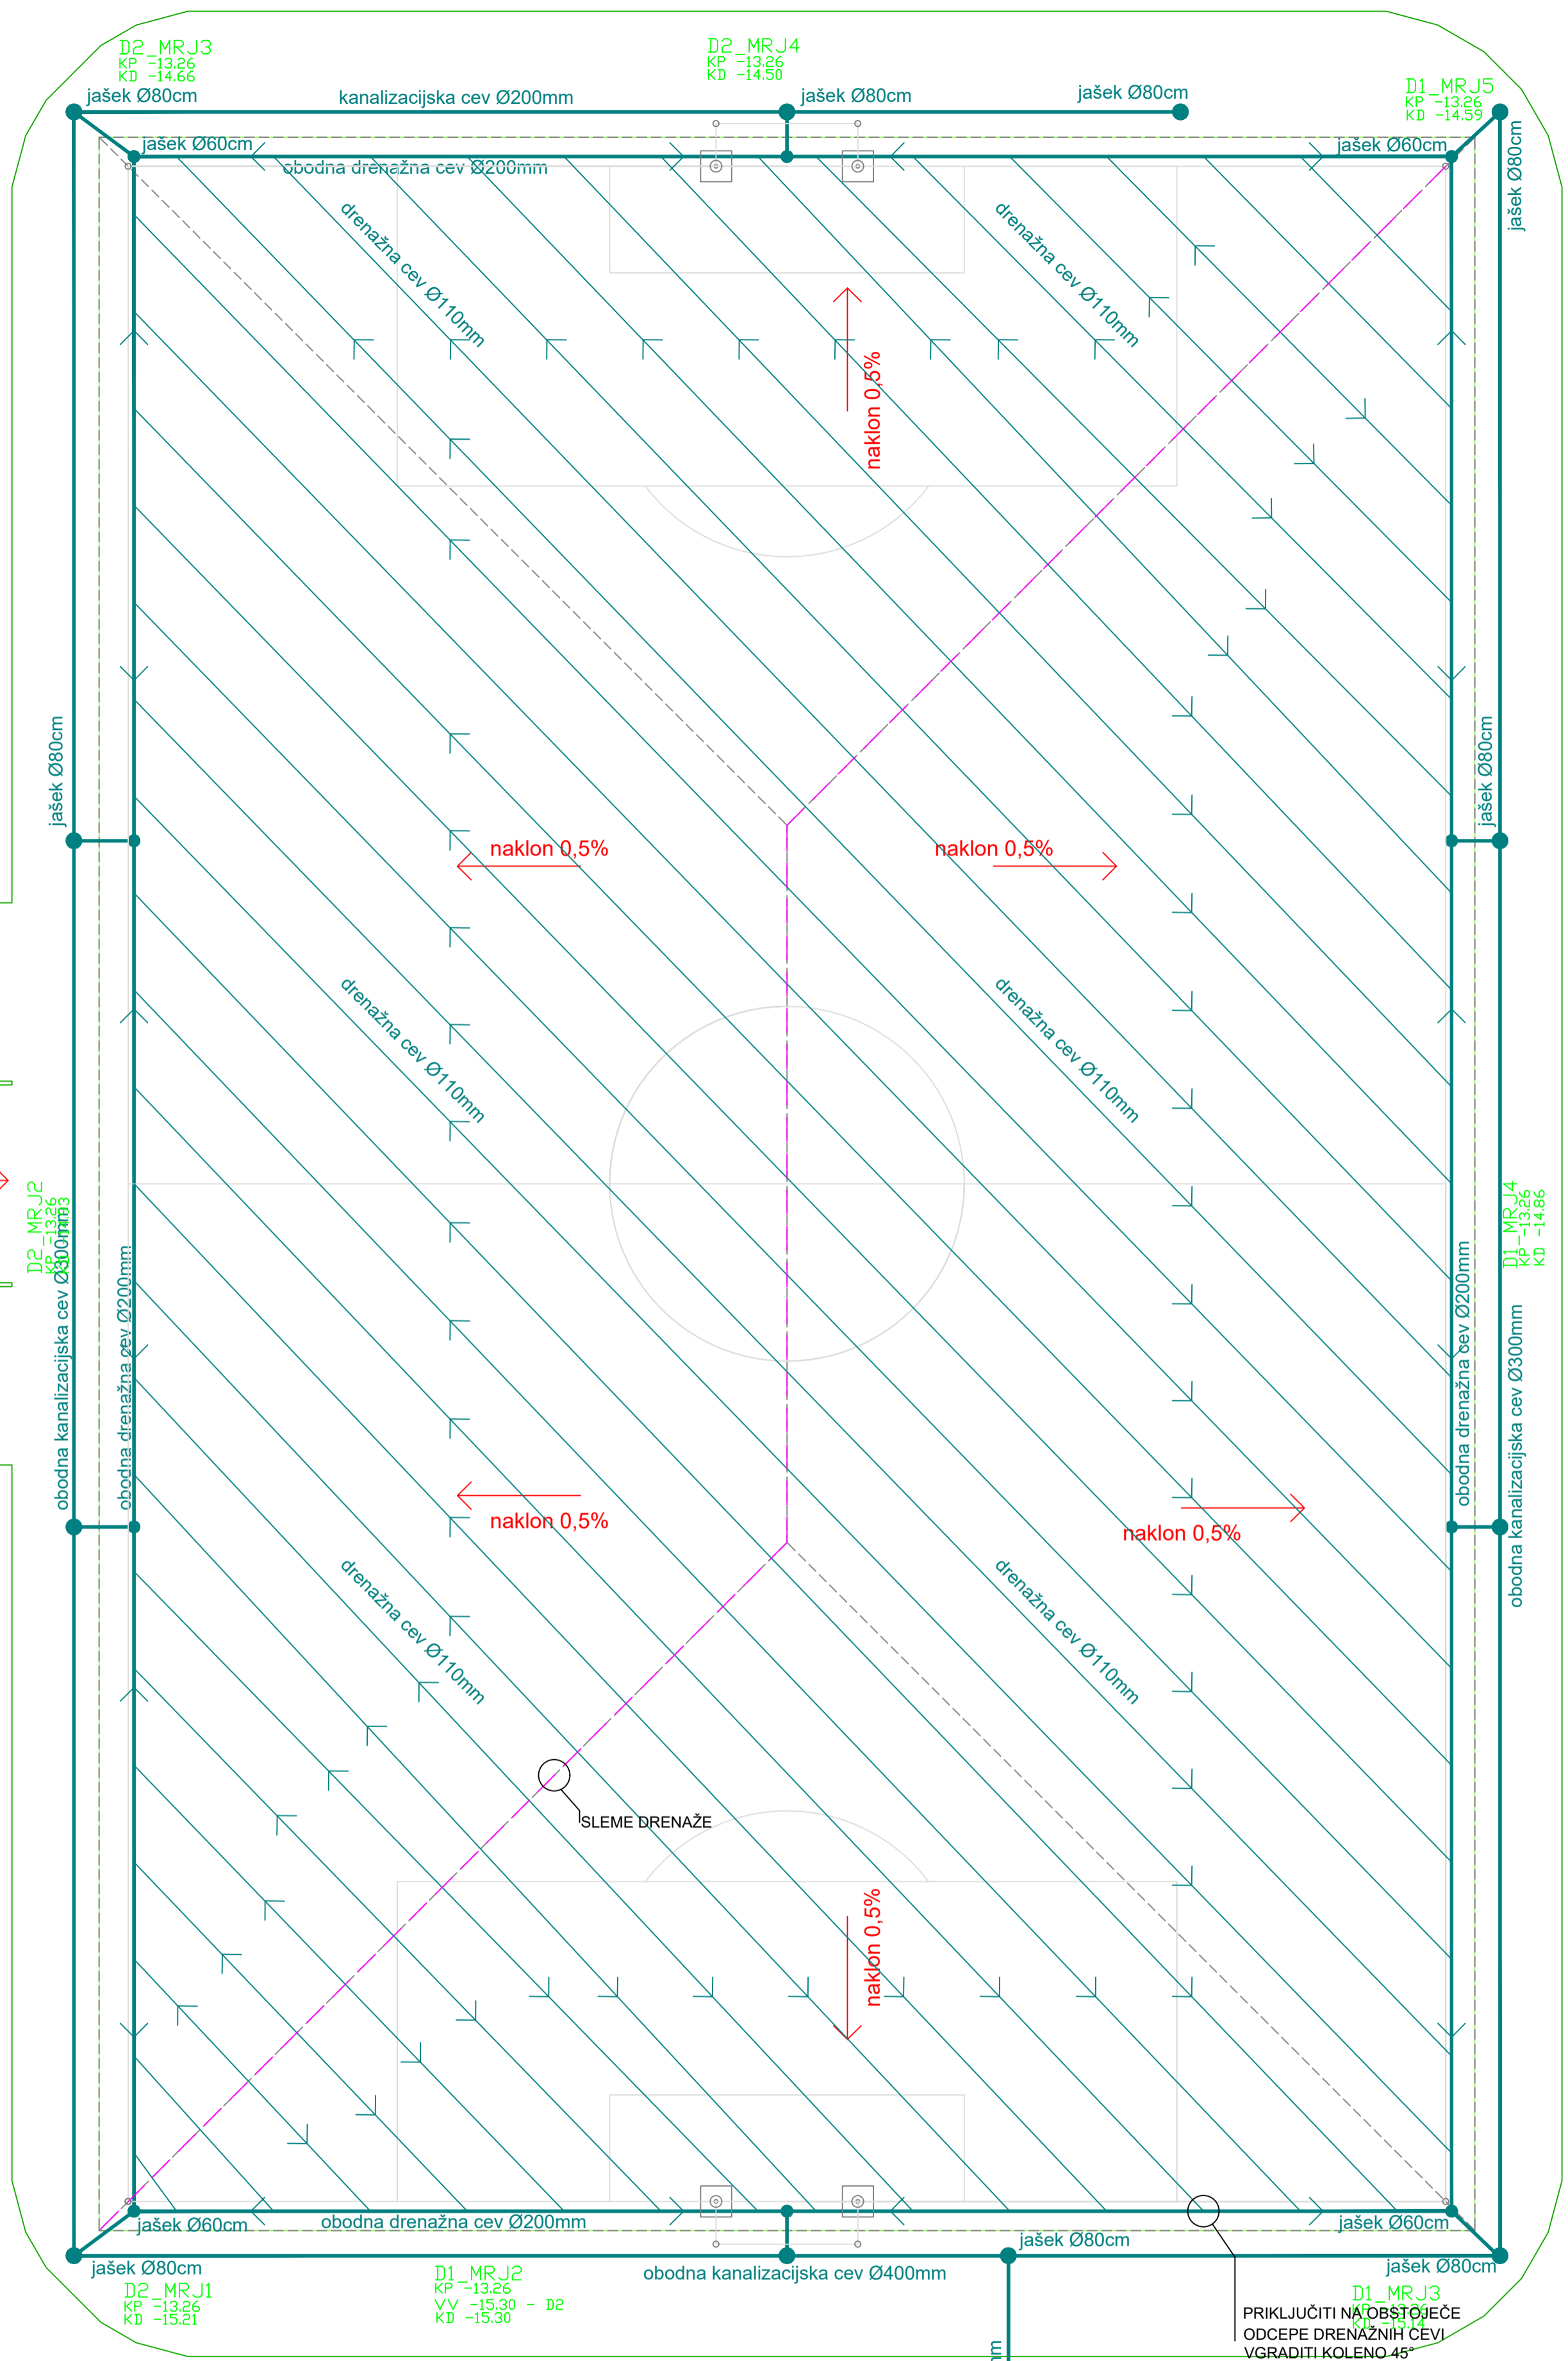 D2_MRJ3
KP -13.26
KD -14.66
D2_MRJ4
KP -13.26
KD -14.50
D1_MRJ5
KP -13.26
KD -14.59
jašek Ø80cm
kanalizacijska cev Ø200mm
jašek Ø80cm
jašek Ø80cm
jašek Ø80cm
jašek Ø60cm
jašek Ø60cm
obodna drenažna cev Ø200mm
drenažna cev Ø110mm
drenažna cev Ø110mm
naklon 0,5%
jašek Ø80cm
jašek Ø80cm
naklon 0,5%
naklon 0,5%
drenažna cev Ø110mm
drenažna cev Ø110mm
D2_MRJ2
KP -13.26
D1_MRJ4
KP -13.26
KD -14.86
obodna kanalizacijska cev Ø300mm
obodna drenažna cev Ø200mm
obodna drenažna cev Ø200mm
obodna kanalizacijska cev Ø300mm
naklon 0,5%
naklon 0,5%
drenažna cev Ø110mm
drenažna cev Ø110mm
SLEME DRENAŽE
naklon 0,5%
jašek Ø60cm
obodna drenažna cev Ø200mm
jašek Ø60cm
jašek Ø80cm
jašek Ø80cm
obodna kanalizacijska cev Ø400mm
jašek Ø80cm
D2_MRJ1
KP -13.26
KD -15.21
D1_MRJ2
KP -13.26
VV -15.30 - D2
KD -15.30
D1_MRJ3
KP -13.26
KD -15.14
PRIKLJUČITI NA OBSTOJEČE
ODCEPE DRENAŽNIH CEVI
VGRADITI KOLENO 45°